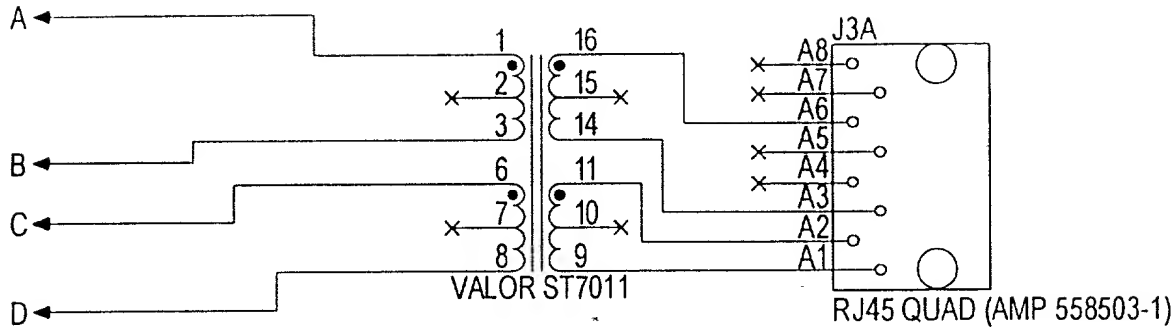 A
B
C
D
1
2
3
6
7
8
16
15
14
11
10
9
VALOR ST7011
J3A
A8
A7
A6
A5
A4
A3
A2
A1
RJ45 QUAD (AMP 558503-1)